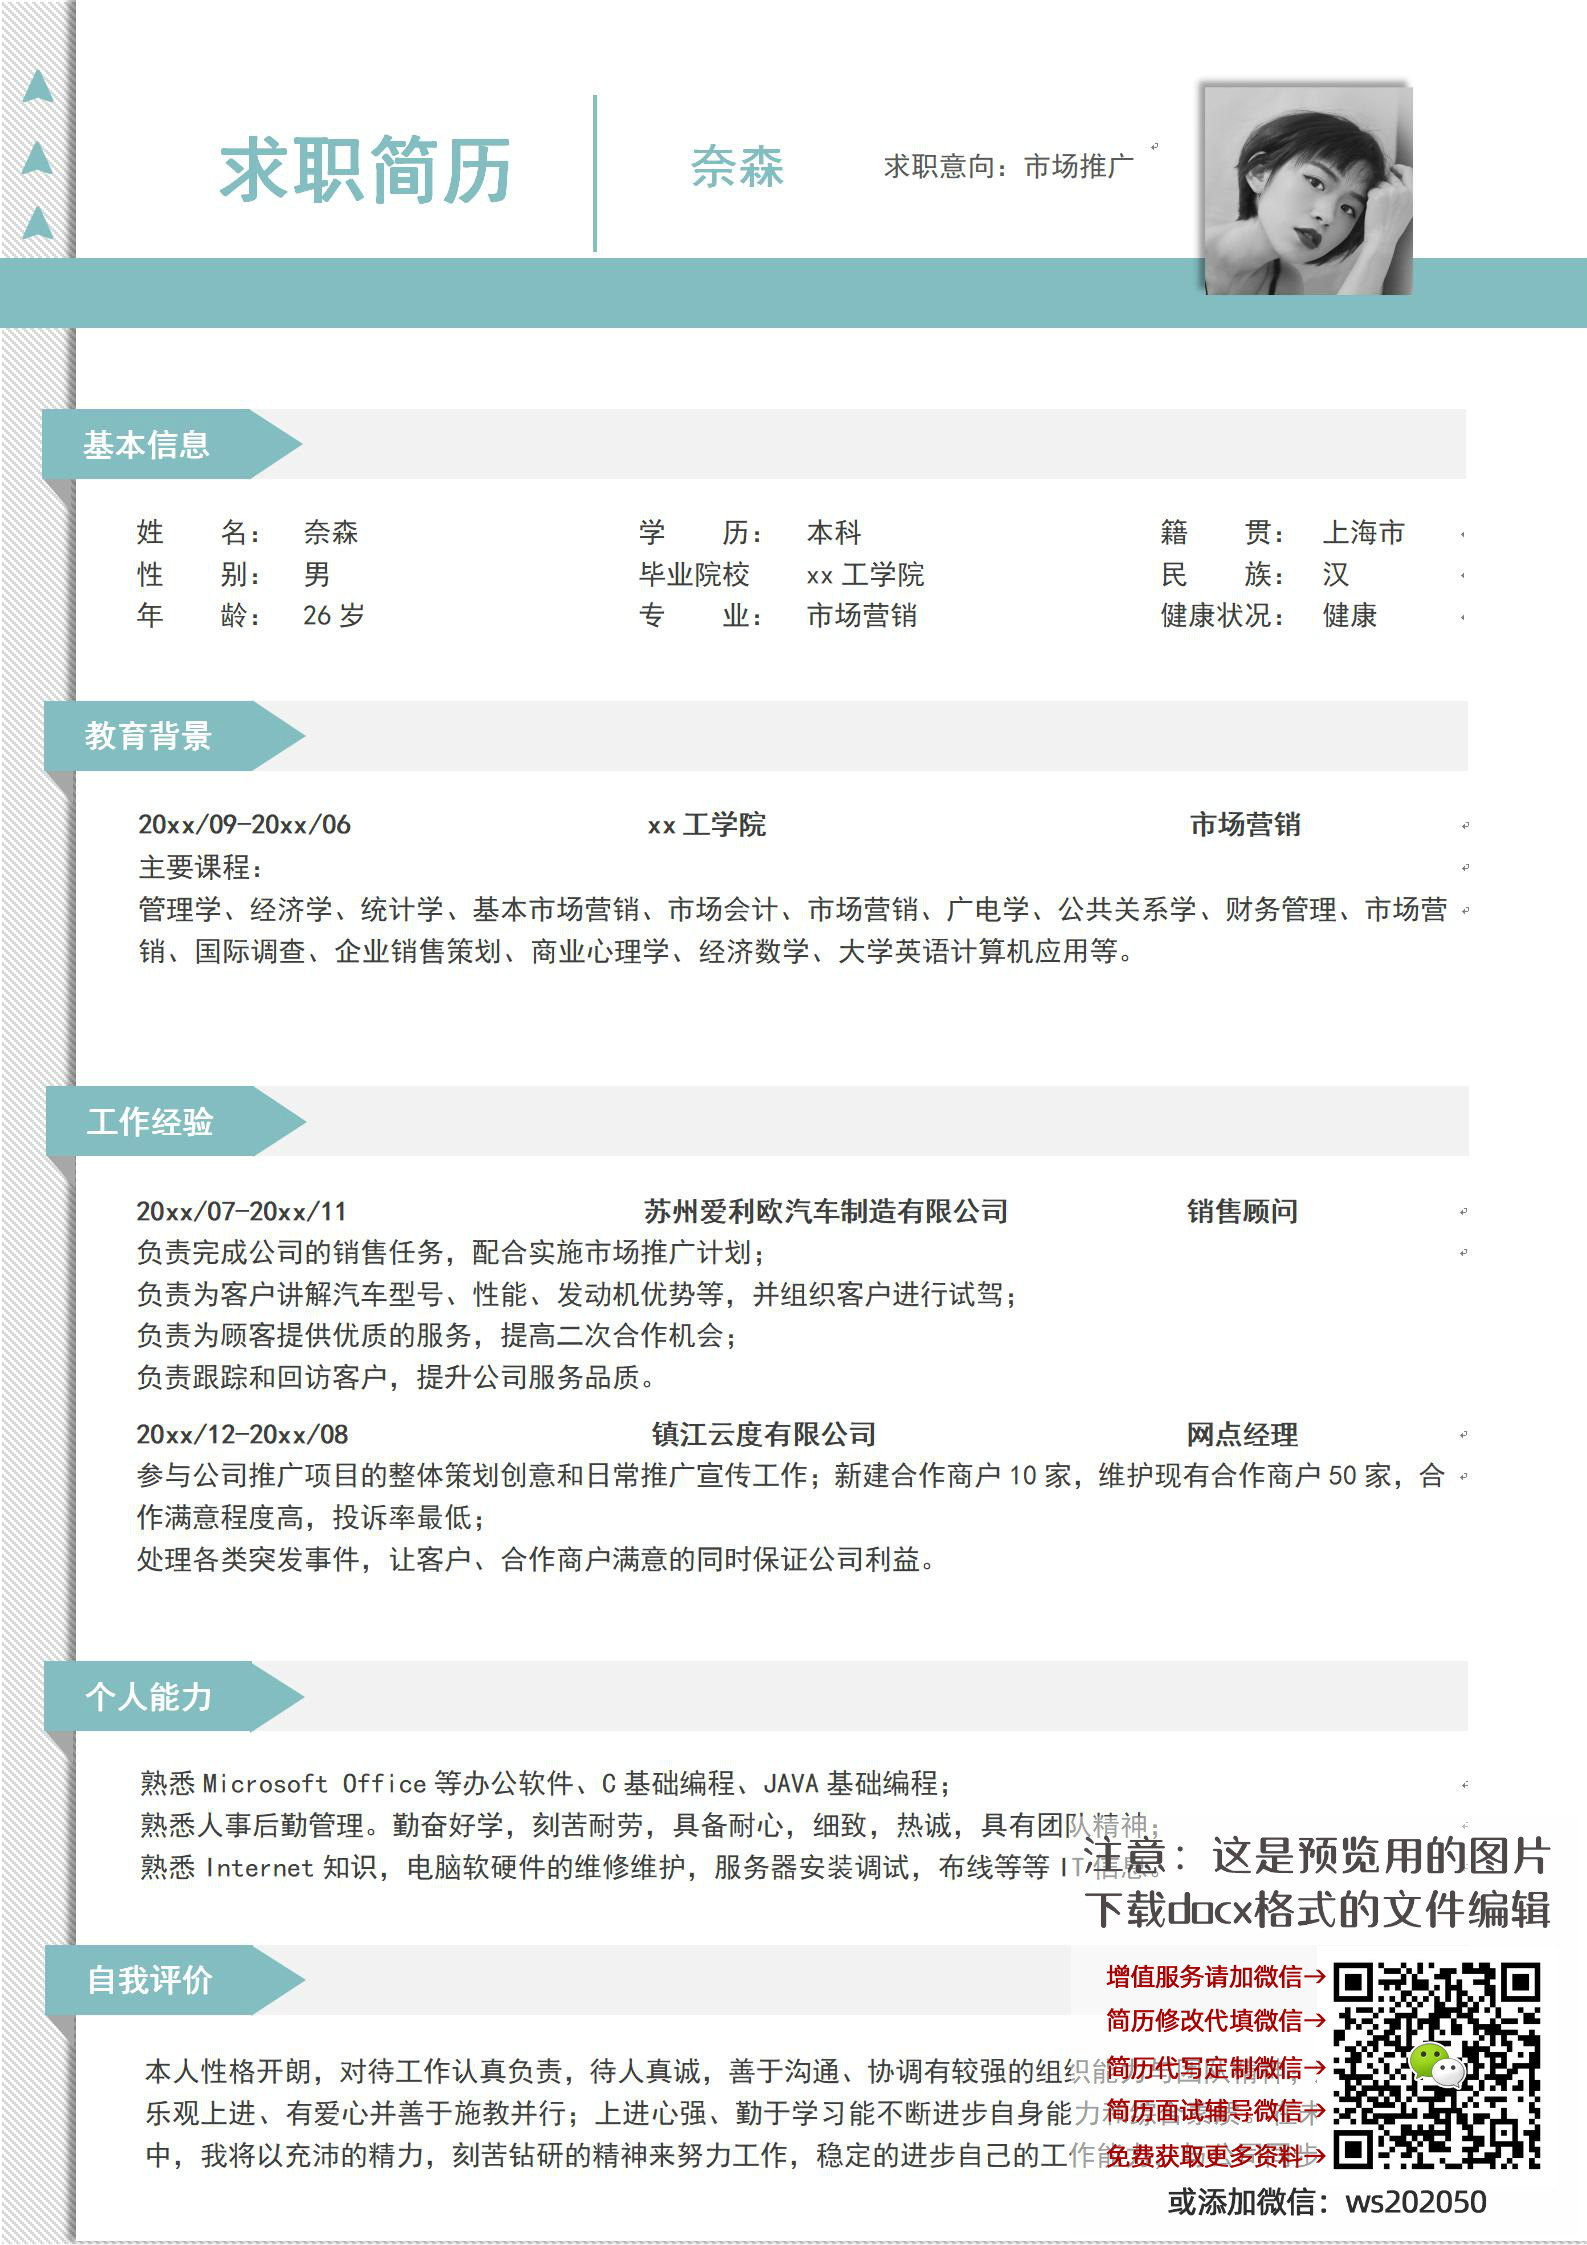 求职简历
奈森
求职意向：市场推广
基本信息
姓 名： 奈森 学 历： 本科 籍 贯： 上海市
性 别： 男 毕业院校 xx 工学院 民 族： 汉
年 龄： 26 岁 专 业： 市场营销 健康状况： 健康
教育背景
20xx/09-20xx/06 xx 工学院 市场营销
主要课程：
管理学、经济学、统计学、基本市场营销、市场会计、市场营销、广电学、公共关系学、财务管理、市场营
销、国际调查、企业销售策划、商业心理学、经济数学、大学英语计算机应用等。
工作经验
20xx/07-20xx/11 苏州爱利欧汽车制造有限公司 销售顾问
负责完成公司的销售任务，配合实施市场推广计划；
负责为客户讲解汽车型号、性能、发动机优势等，并组织客户进行试驾；
负责为顾客提供优质的服务，提高二次合作机会；
负责跟踪和回访客户，提升公司服务品质。
20xx/12-20xx/08 镇江云度有限公司 网点经理
参与公司推广项目的整体策划创意和日常推广宣传工作；新建合作商户 10 家，维护现有合作商户 50 家，合
作满意程度高，投诉率最低；
处理各类突发事件，让客户、合作商户满意的同时保证公司利益。
个人能力
熟悉 Microsoft Office 等办公软件、C 基础编程、JAVA 基础编程；
熟悉人事后勤管理。勤奋好学，刻苦耐劳，具备耐心，细致，热诚，具有团队精神；
熟悉 Internet 知识，电脑软硬件的维修维护，服务器安装调试，布线等等 IT 信息。
注意：这是预览用的图片
下载docx格式的文件编辑
自我评价
本人性格开朗，对待工作认真负责，待人真诚，善于沟通、协调有较强的组织能力与团队精神；
乐观上进、有爱心并善于施教并行；上进心强、勤于学习能不断进步自身能力
中，我将以充沛的精力，刻苦钻研的精神来努力工作，稳定的进步自己的工作能
增值服务请加微信→
简历修改代填微信→
简历代写定制微信→
简历面试辅导微信→
免费获取更多资料→
或添加微信：ws202050